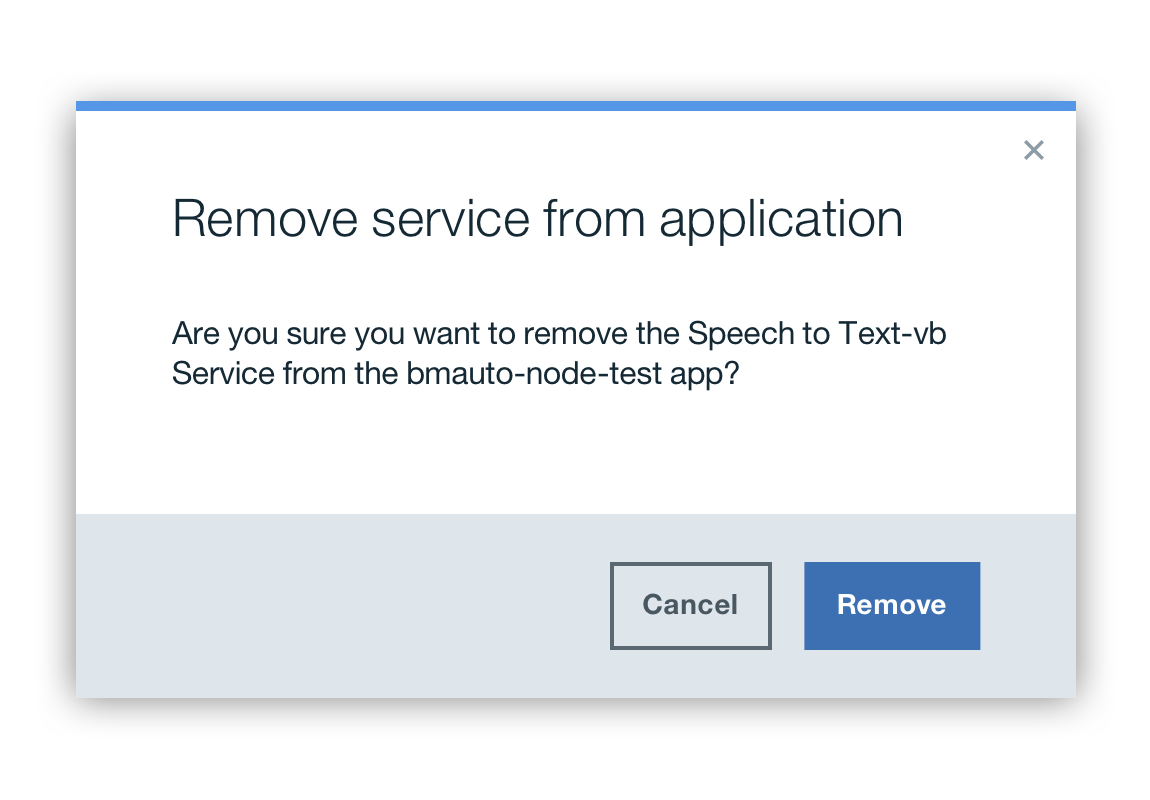 Remove service from application
Are you sure you want to remove the Speech to Text-vb
Service from the bmauto-node-test app?
Cancel
Remove